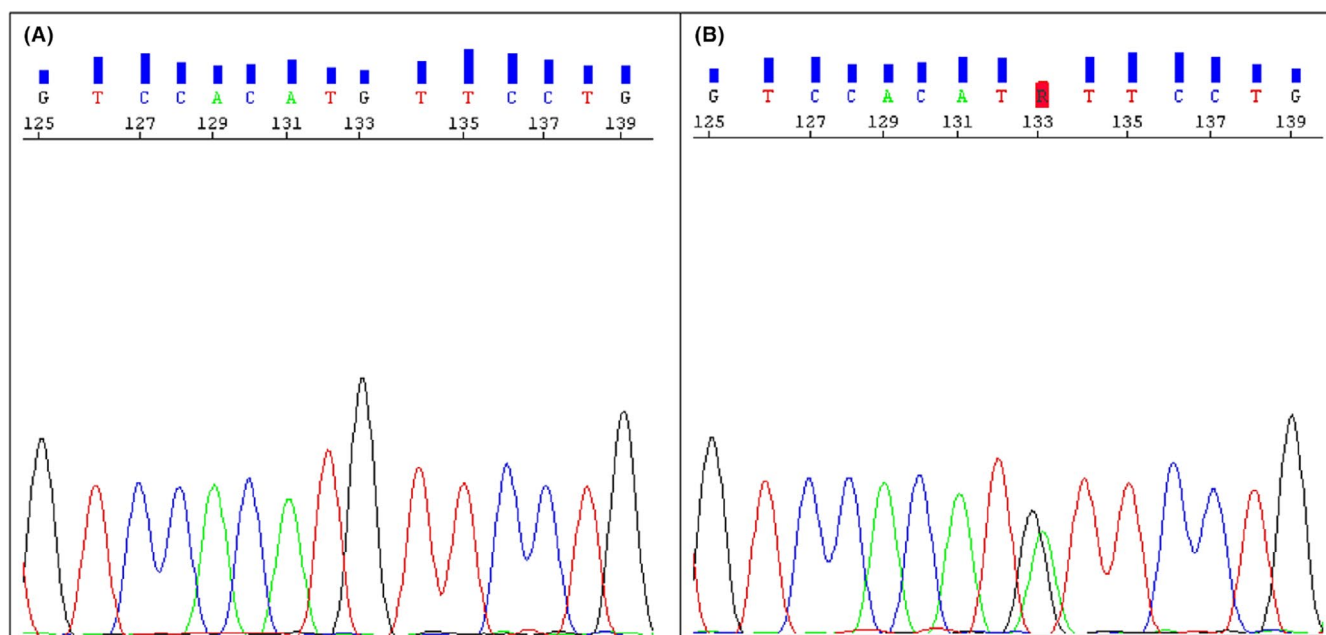 (A)
G T C C A C A T G T T C C T G
125 127 129 131 133 135 137 139
(B)
G T C C A C A T R T T C C T G
125 127 129 131 133 135 137 139